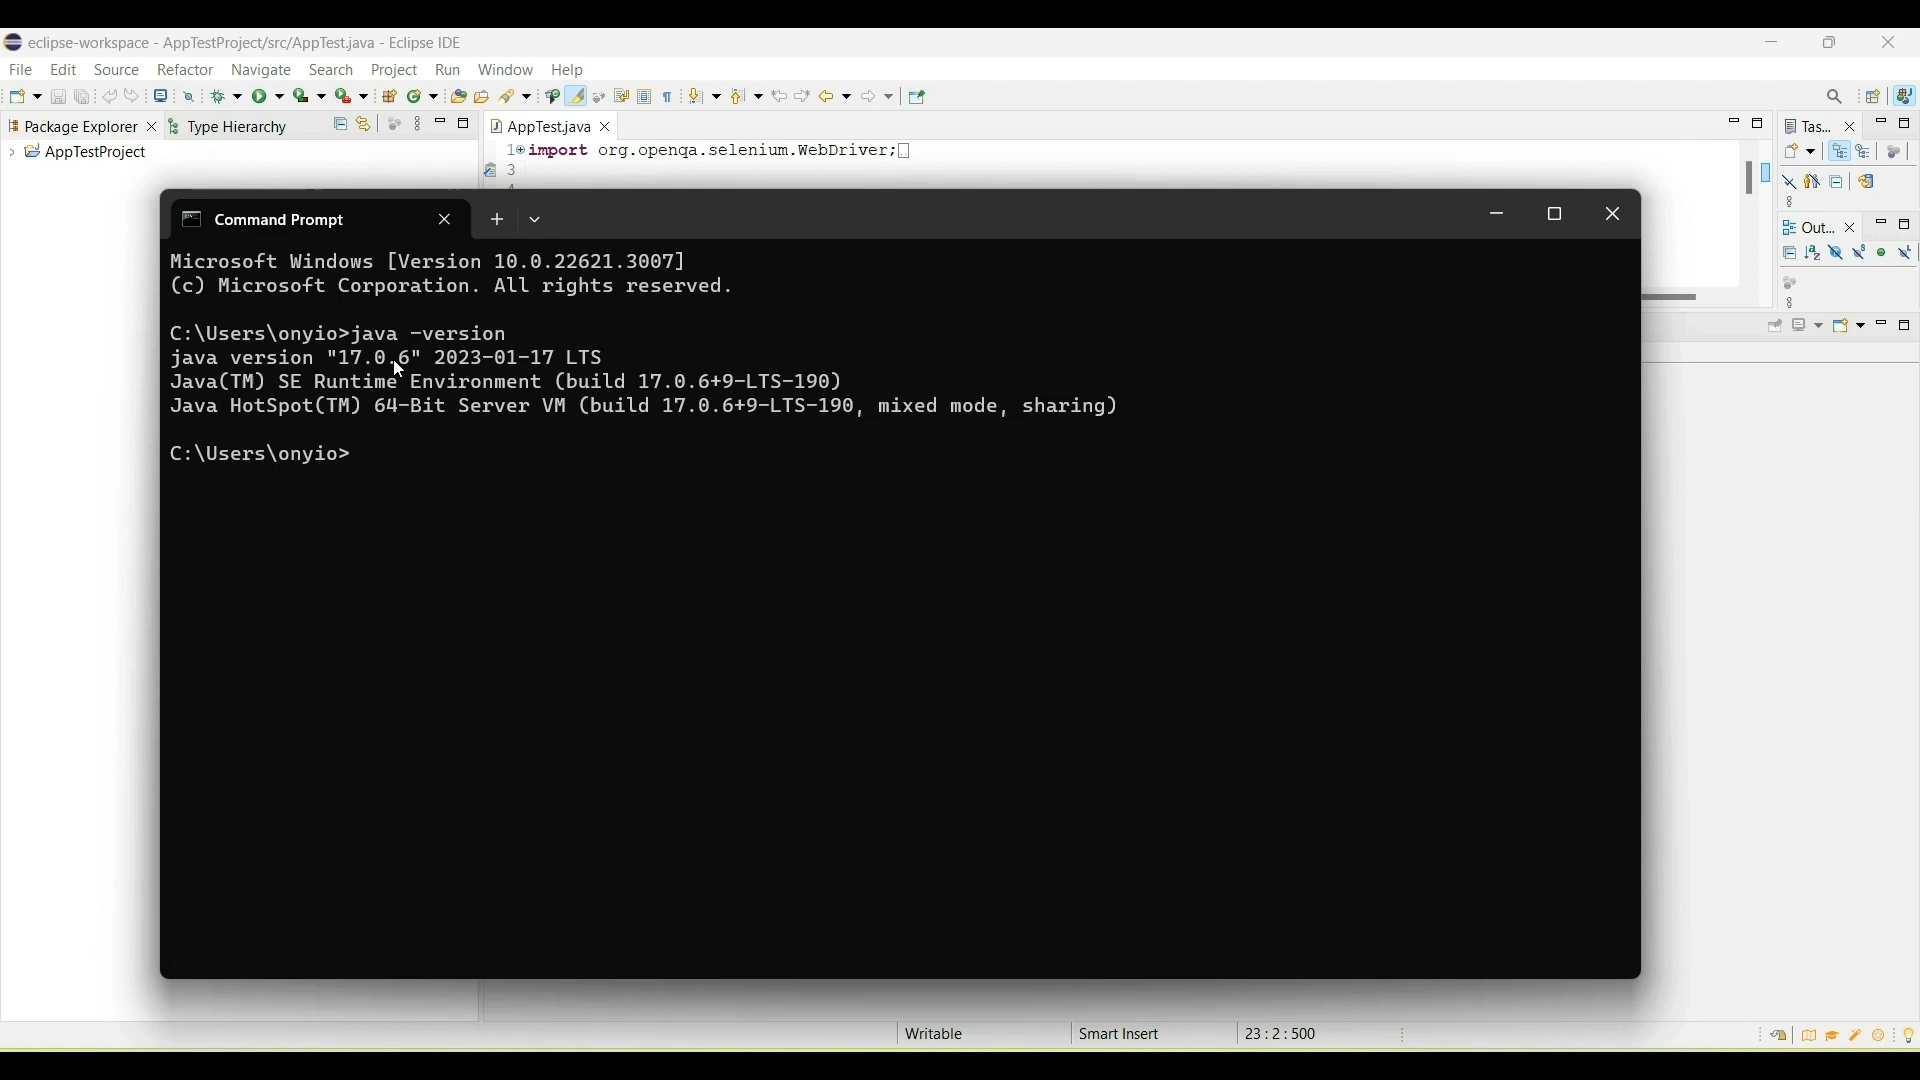 eclipse-workspace - AppTestProject/src/AppTest.java - Eclipse IDE
File Edit Source Refactor Navigate Search Project Run Window Help
Package Explorer
Type Hierarchy
AppTest.java
Tas...
AppTestProject
1 import org.openqa.selenium.WebDriver;
3
Out...
Command Prompt
Microsoft Windows [Version 10.0.22621.3007]
(c) Microsoft Corporation. All rights reserved.
C:\Users\onyio>java -version
java version "17.0.6" 2023-01-17 LTS
Java(TM) SE Runtime Environment (build 17.0.6+9-LTS-190)
Java HotSpot(TM) 64-Bit Server VM (build 17.0.6+9-LTS-190, mixed mode, sharing)
C:\Users\onyio>
Writable
Smart Insert
23 : 2 : 500